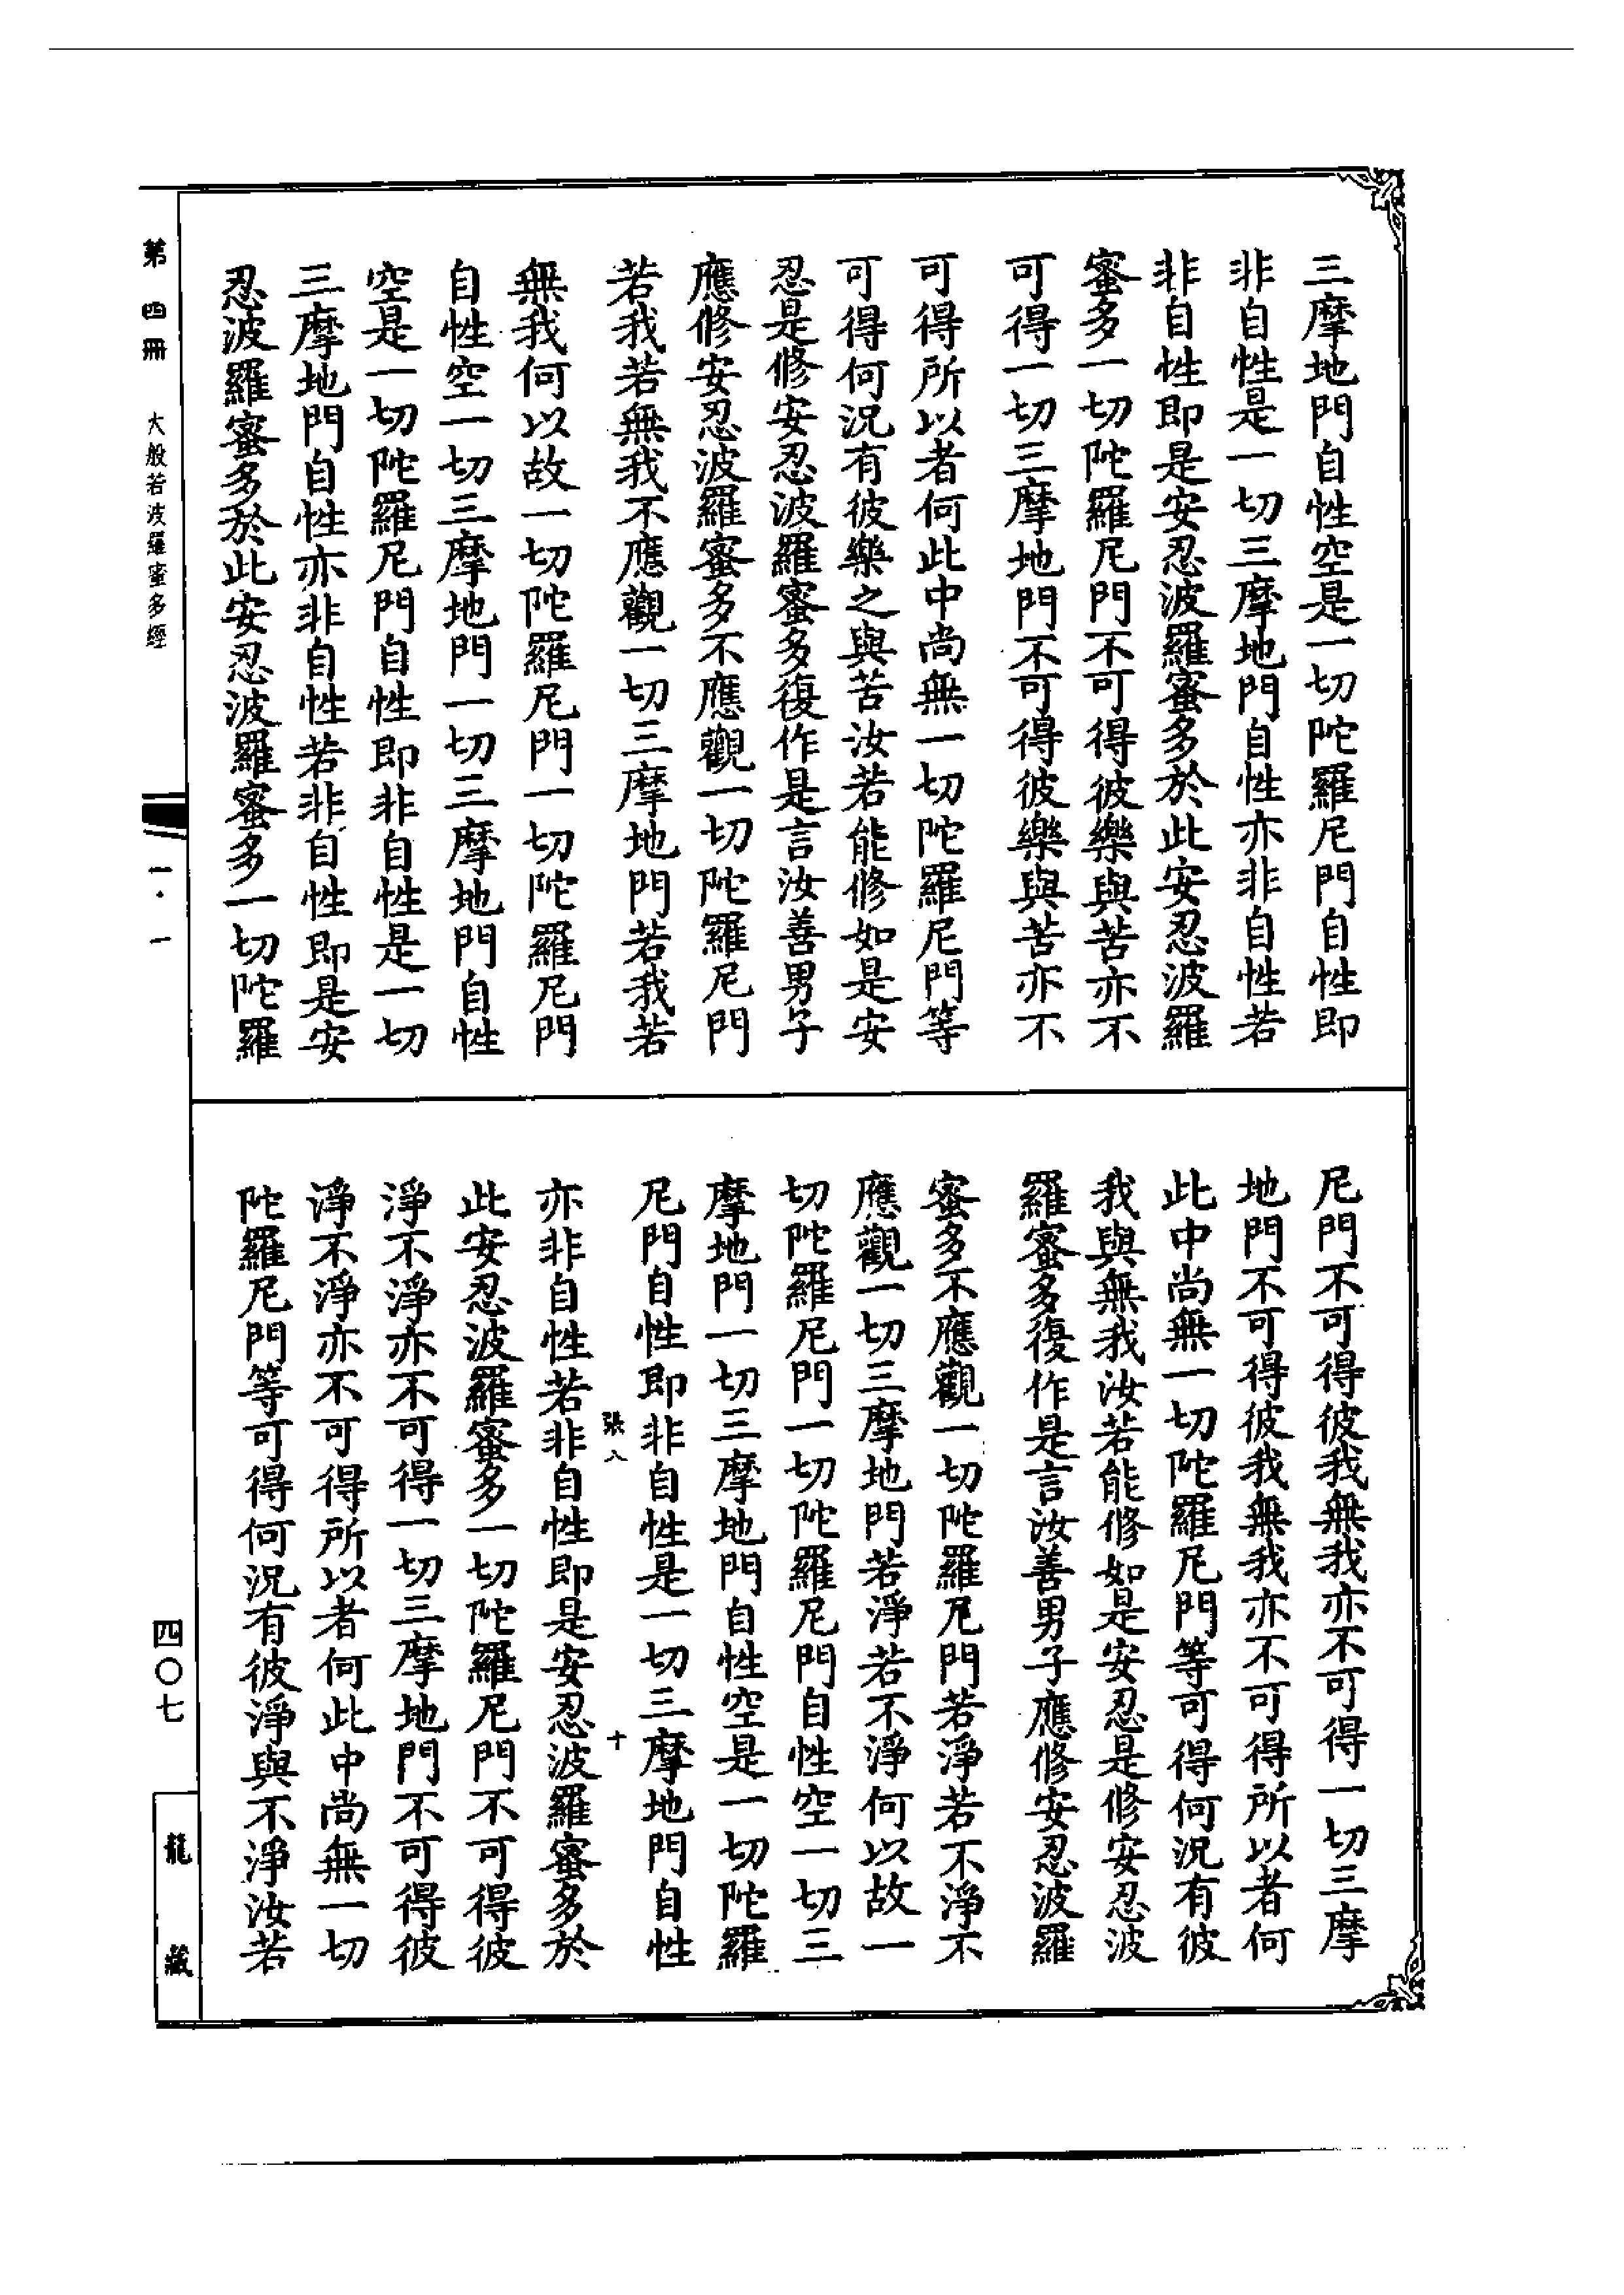 三摩地門自性空是一切陀羅尼門自性即
非自性是一切三摩地門自性亦非自性若
非自性即是安忍波羅蜜多於此安忍波羅
蜜多一切陀羅尼門不可得彼樂與苦亦不
可得一切三摩地門不可得彼樂與苦亦不
可得所以者何此中尚無一切陀羅尼門等
可得何況有彼樂之與苦汝若能修如是安
忍是修安忍波羅蜜多復作是言汝善男子
應修安忍波羅蜜多不應觀一切陀羅尼門
若我若無我不應觀一切三摩地門若我若
無我何以故一切陀羅尼門一切陀羅尼門
自性空一切三摩地門一切三摩地門自性
空是一切陀羅尼門自性即非自性是一切
三摩地門自性亦非自性若非自性即是安
忍波羅蜜多於此安忍波羅蜜多一切陀羅
尼門不可得彼我無我亦不可得一切三摩
地門不可得彼我無我亦不可得所以者何
此中尚無一切陀羅尼門等可得何況有彼
我與無我汝若能修如是安忍是修安忍波
羅蜜多復作是言汝善男子應修安忍波羅
蜜多不應觀一切陀羅尼門若淨若不淨不
應觀一切三摩地門若淨若不淨何以故一
切陀羅尼門一切陀羅尼門自性空一切三
摩地門一切三摩地門自性空是一切陀羅
尼門自性即非自性是一切三摩地門自性
張八 十
亦非自性若非自性即是安忍波羅蜜多於
此安忍波羅蜜多一切陀羅尼門不可得彼
淨不淨亦不可得一切三摩地門不可得彼
淨不淨亦不可得所以者何此中尚無一切
陀羅尼門等可得何況有彼淨與不淨汝若
第四冊 大般若波羅蜜多經 一·一
四〇七
龍藏